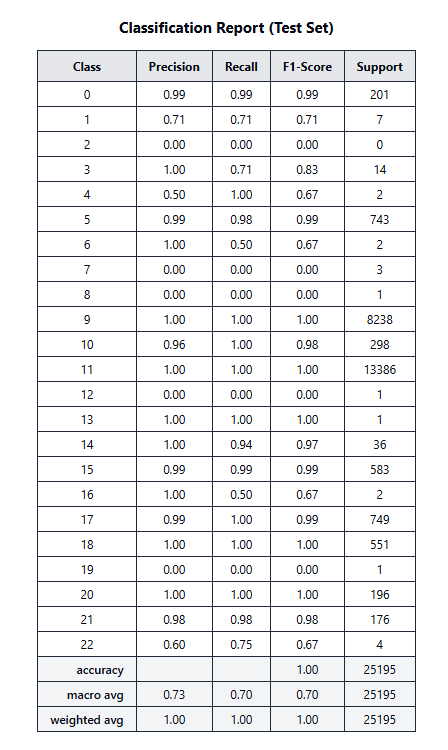 Classification Report (Test Set)
Class Precision Recall F1-Score Support
0 0.99 0.99 0.99 201
1 0.71 0.71 0.71 7
2 0.00 0.00 0.00 0
3 1.00 0.71 0.83 14
4 0.50 1.00 0.67 2
5 0.99 0.98 0.99 743
6 1.00 0.50 0.67 2
7 0.00 0.00 0.00 3
8 0.00 0.00 0.00 1
9 1.00 1.00 1.00 8238
10 0.96 1.00 0.98 298
11 1.00 1.00 1.00 13386
12 0.00 0.00 0.00 1
13 1.00 1.00 1.00 1
14 1.00 0.94 0.97 36
15 0.99 0.99 0.99 583
16 1.00 0.50 0.67 2
17 0.99 1.00 0.99 749
18 1.00 1.00 1.00 551
19 0.00 0.00 0.00 1
20 1.00 1.00 1.00 196
21 0.98 0.98 0.98 176
22 0.60 0.75 0.67 4
accuracy 1.00 25195
macro avg 0.73 0.70 0.70 25195
weighted avg 1.00 1.00 1.00 25195